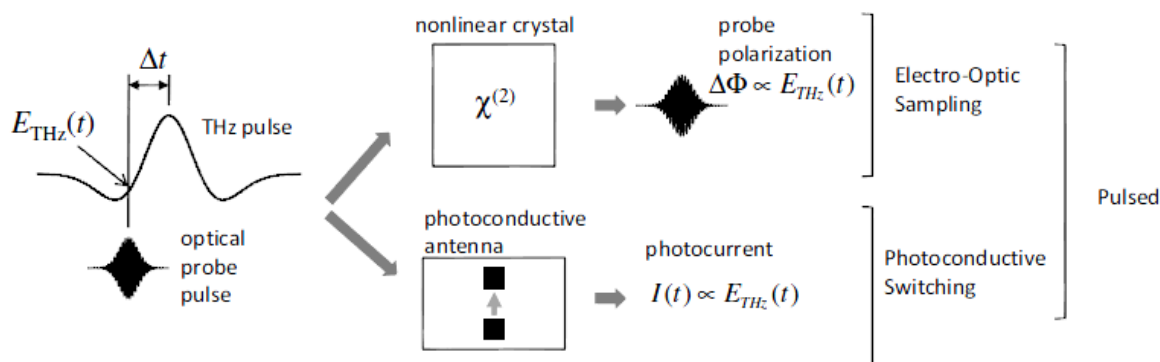 Δt
E_THz(t)
THz pulse
optical
probe
pulse
nonlinear crystal
χ^(2)
probe
polarization
ΔΦ ∝ E_THz(t)
Electro-Optic
Sampling
photoconductive
antenna
photocurrent
I(t) ∝ E_THz(t)
Photoconductive
Switching
Pulsed